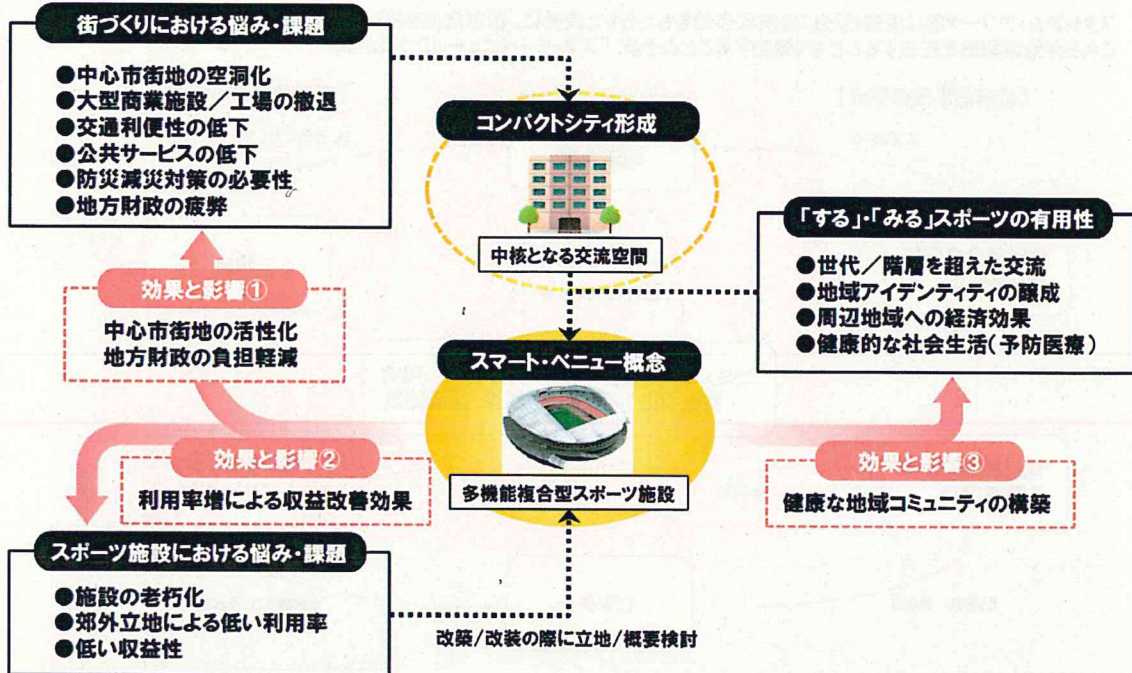 街づくりにおける悩み・課題
●中心市街地の空洞化
●大型商業施設／工場の撤退
●交通利便性の低下
●公共サービスの低下
●防災減災対策の必要性
●地方財政の疲弊
コンパクトシティ形成
中核となる交流空間
「する」・「みる」スポーツの有用性
●世代／階層を超えた交流
●地域アイデンティティの醸成
●周辺地域への経済効果
●健康的な社会生活（予防医療）
効果と影響①
中心市街地の活性化
地方財政の負担軽減
スマート・ベニュー概念
多機能複合型スポーツ施設
効果と影響②
利用率増による収益改善効果
効果と影響③
健康な地域コミュニティの構築
スポーツ施設における悩み・課題
●施設の老朽化
●郊外立地による低い利用率
●低い収益性
改築/改装の際に立地/概要検討